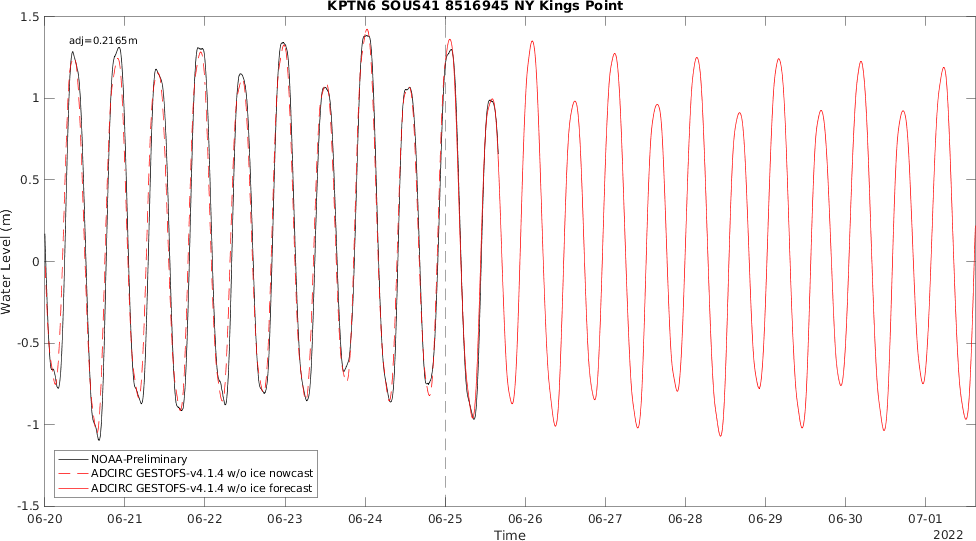 KPTN6 SOUS41 8516945 NY Kings Point
adj=0.2165m
1.5
1
0.5
0
-0.5
-1
-1.5
Water Level (m)
NOAA-Preliminary
ADCIRC GESTOFS-v4.1.4 w/o ice nowcast
ADCIRC GESTOFS-v4.1.4 w/o ice forecast
06-20 06-21 06-22 06-23 06-24 06-25 06-26 06-27 06-28 06-29 06-30 07-01
Time
2022